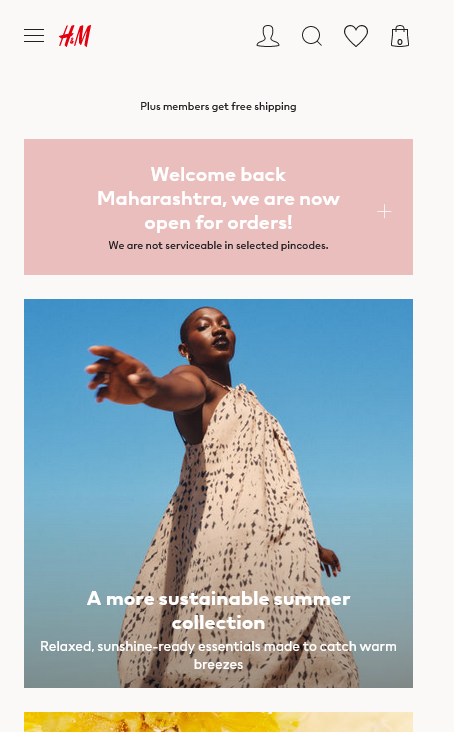 H&M
0
Plus members get free shipping
Welcome back
Maharashtra, we are now
open for orders!
We are not serviceable in selected pincodes.
A more sustainable summer
collection
Relaxed, sunshine-ready essentials made to catch warm
breezes